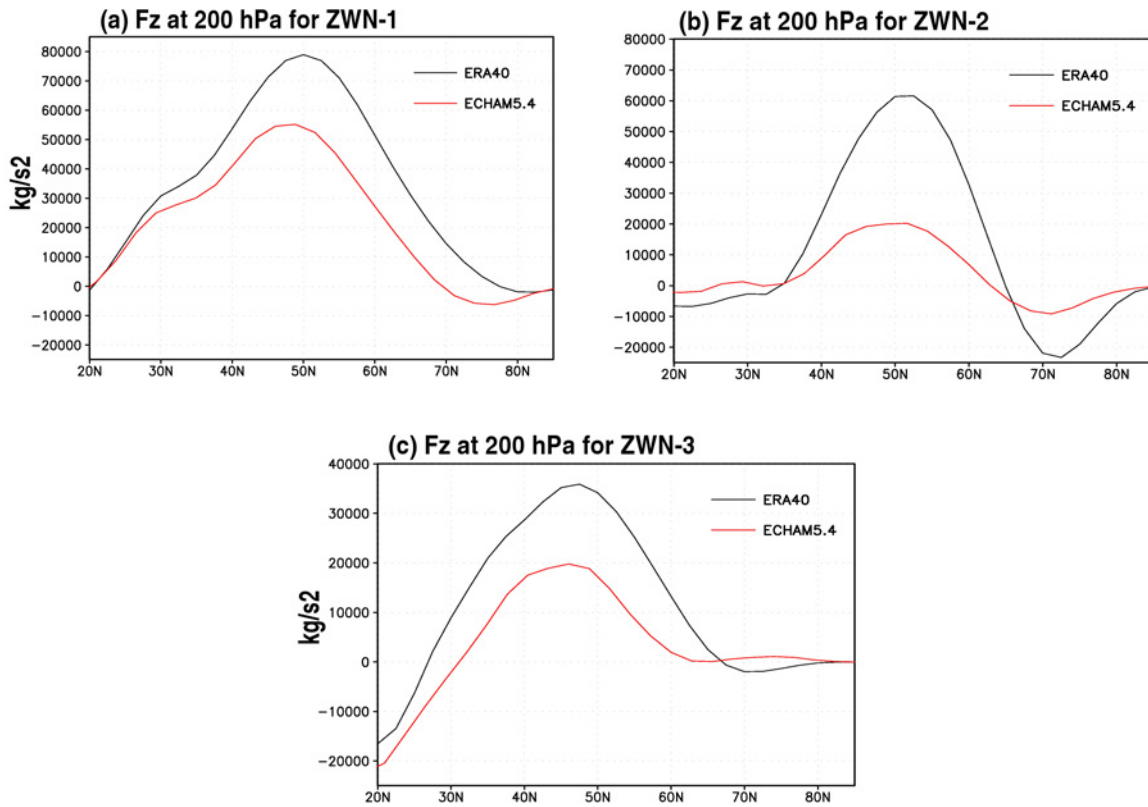 (a) Fz at 200 hPa for ZWN-1
kg/s2
80000
70000
60000
50000
40000
30000
20000
10000
0
-10000
-20000
20N 30N 40N 50N 60N 70N 80N
ERA40
ECHAM5.4
(b) Fz at 200 hPa for ZWN-2
80000
70000
60000
50000
40000
30000
20000
10000
0
-10000
-20000
20N 30N 40N 50N 60N 70N 80N
ERA40
ECHAM5.4
(c) Fz at 200 hPa for ZWN-3
kg/s2
40000
30000
20000
10000
0
-10000
-20000
20N 30N 40N 50N 60N 70N 80N
ERA40
ECHAM5.4